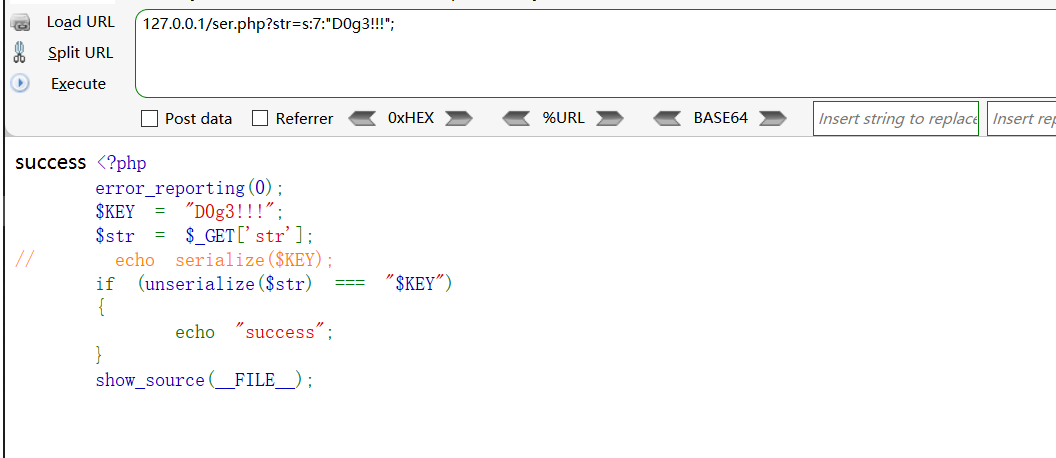 Load URL
127.0.0.1/ser.php?str=s:7:"D0g3!!!";
Split URL
Execute
Post data Referrer 0xHEX %URL BASE64 Insert string to replace Insert rep
success <?php
error_reporting(0);
$KEY = "D0g3!!!";
$str = $_GET['str'];
// echo serialize($KEY);
if (unserialize($str) === "$KEY")
{
echo "success";
}
show_source(__FILE__);